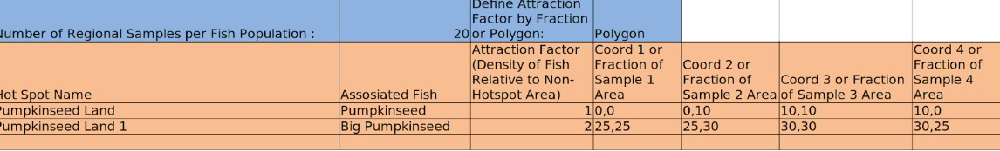 Define Attraction
Factor by Fraction
Number of Regional Samples per Fish Population : 20 or Polygon: Polygon
Hot Spot Name
Assosiated Fish
Attraction Factor
(Density of Fish
Relative to Non-
Hotspot Area)
Coord 1 or
Fraction of
Sample 1
Area
Coord 2 or
Fraction of
Sample 2 Area
Coord 3 or Fraction
of Sample 3 Area
Coord 4 or
Fraction of
Sample 4
Area
Pumpkinseed Land Pumpkinseed 1 0,0 0,10 10,10 10,0
Pumpkinseed Land 1 Big Pumpkinseed 2 25,25 25,30 30,30 30,25